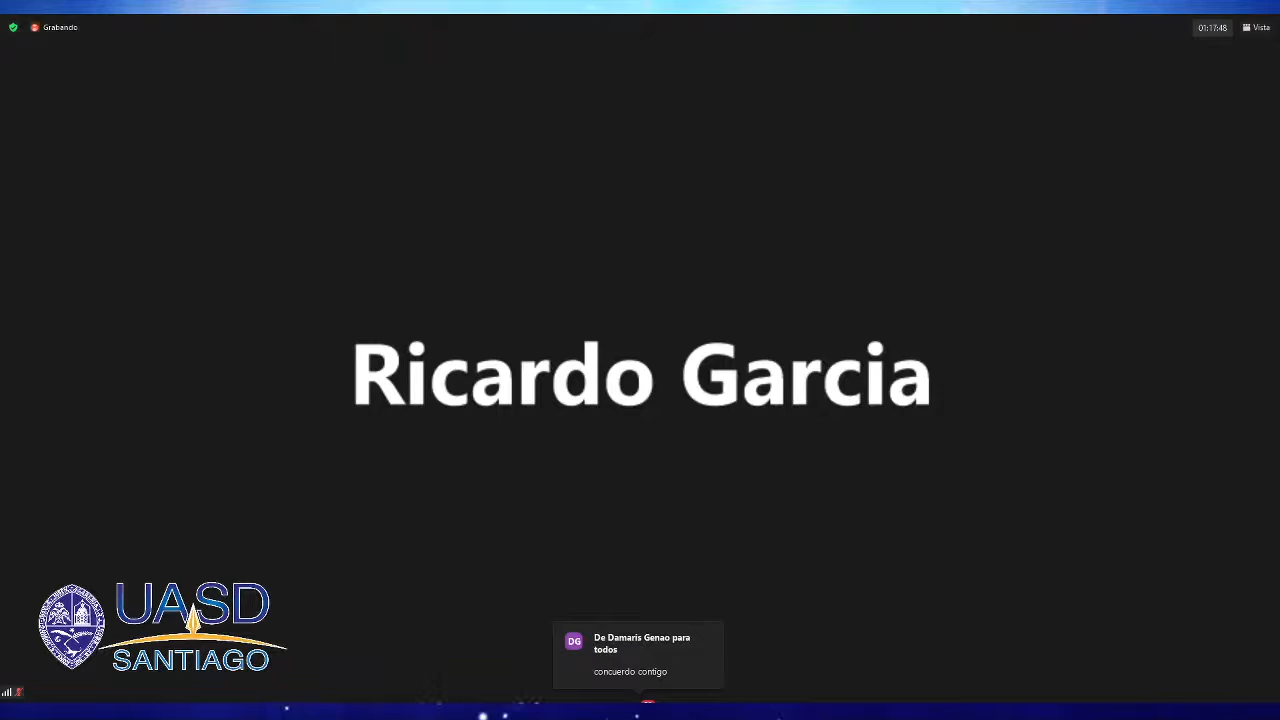 Grabando
01:17:48
Vista
Ricardo Garcia
UASD
SANTIAGO
DG
De Damaris Genao para
todos
concuerdo contigo